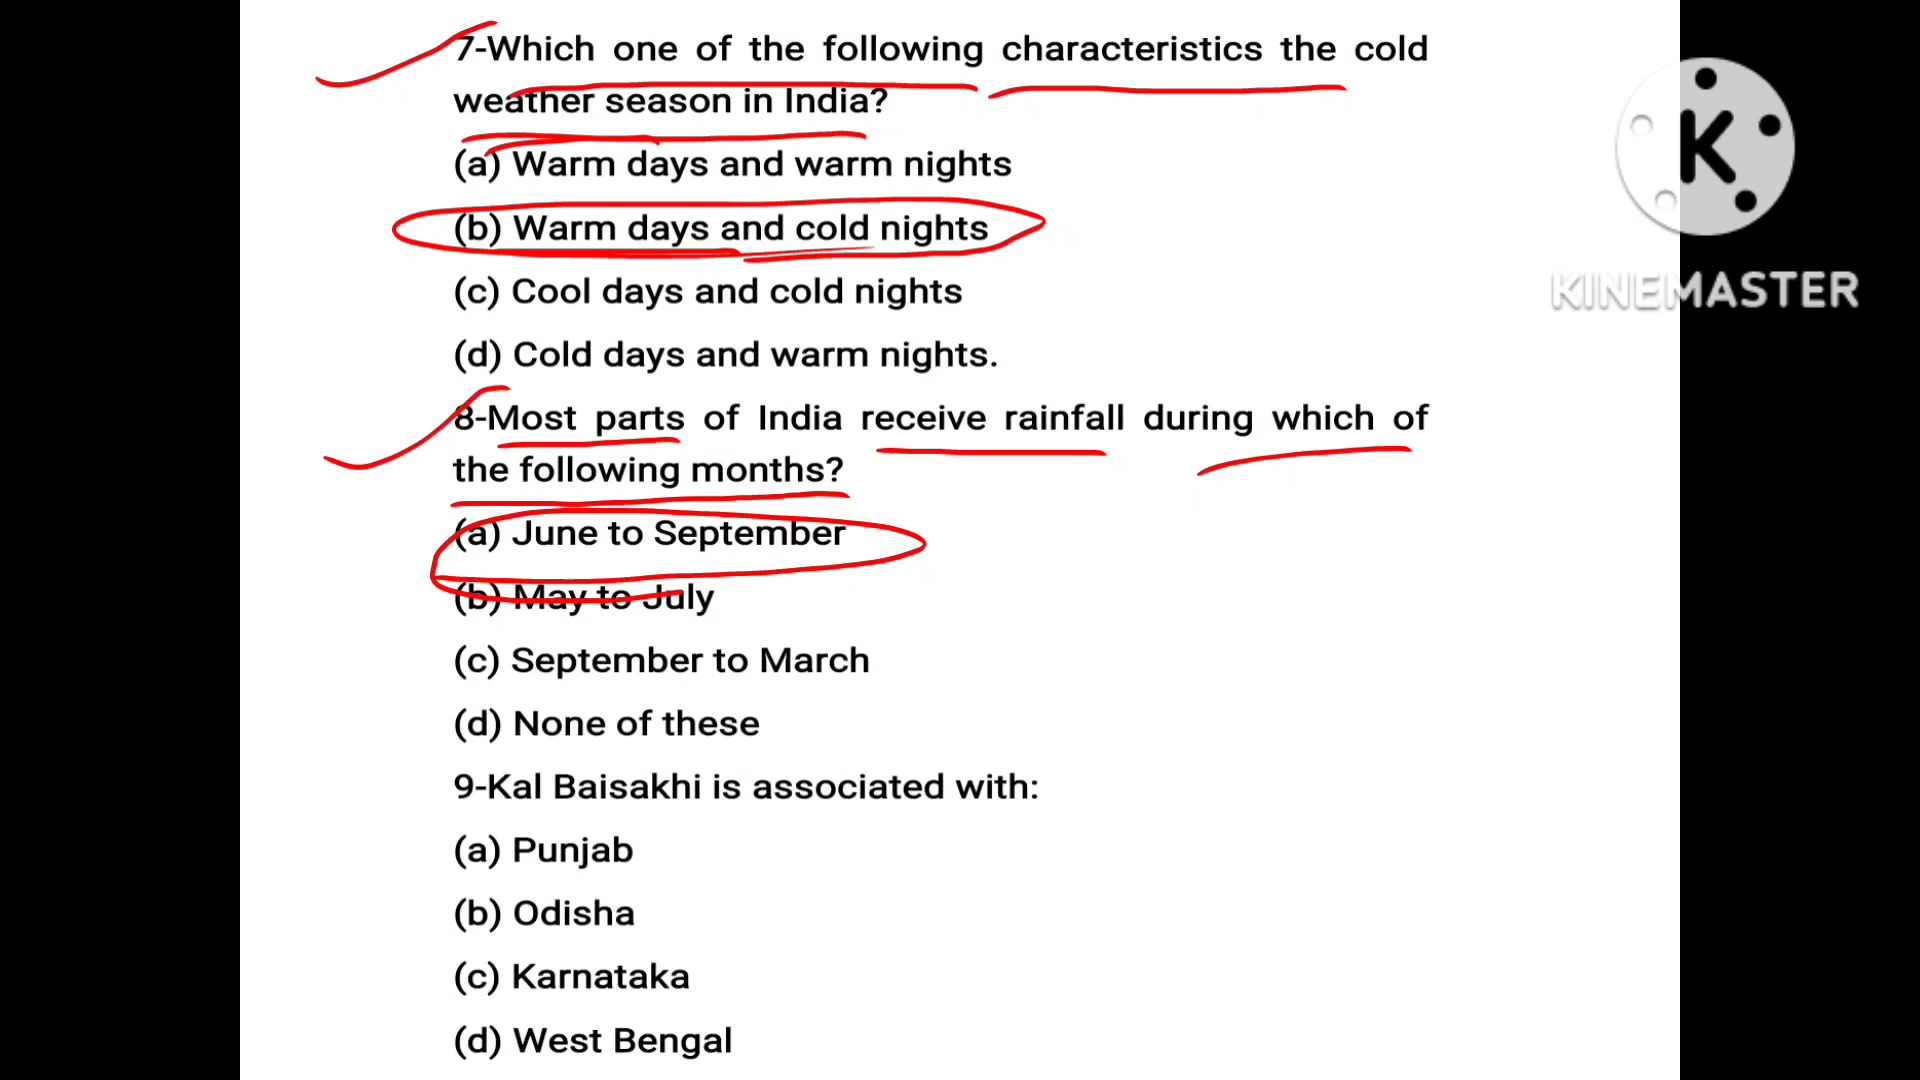 7-Which one of the following characteristics the cold
weather season in India?
(a) Warm days and warm nights
(b) Warm days and cold nights
(c) Cool days and cold nights
(d) Cold days and warm nights.
8-Most parts of India receive rainfall during which of
the following months?
(a) June to September
(b) May to July
(c) September to March
(d) None of these
9-Kal Baisakhi is associated with:
(a) Punjab
(b) Odisha
(c) Karnataka
(d) West Bengal
K
KINEMASTER